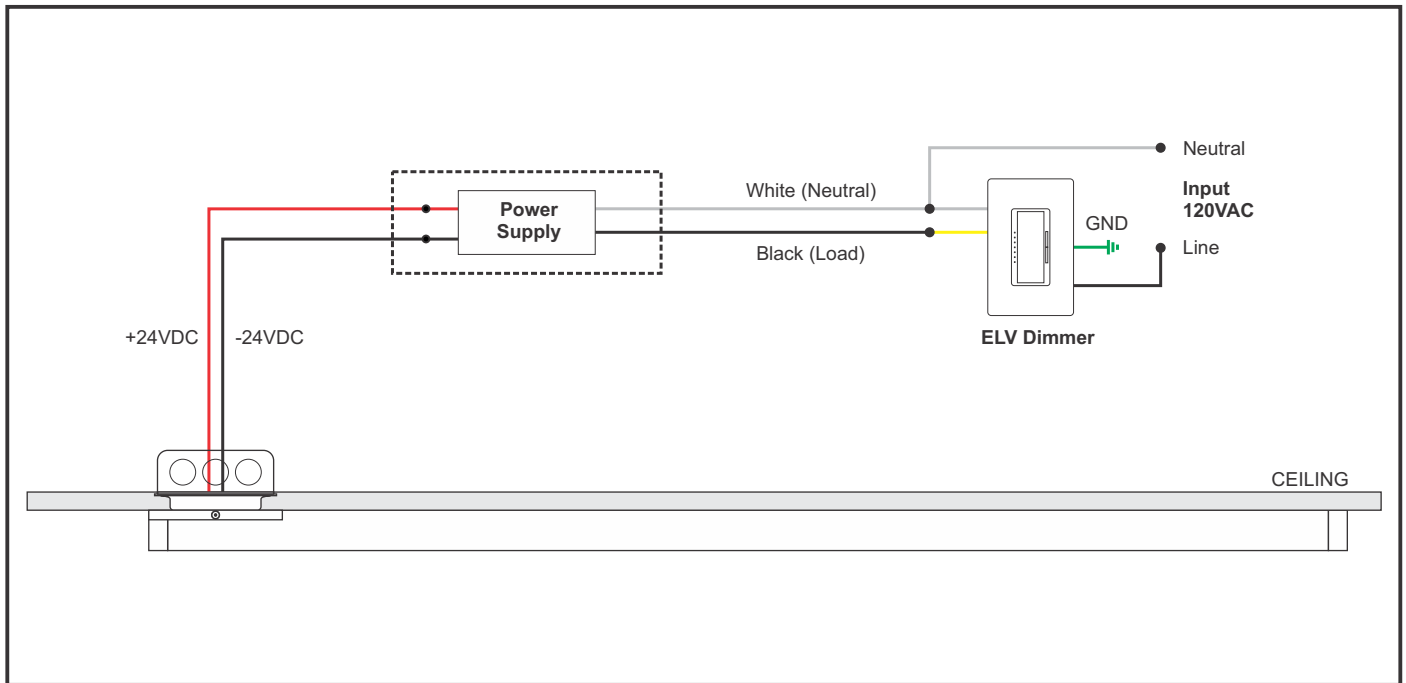 Neutral
White (Neutral)
Input
120VAC
Power
Supply
GND
Black (Load)
Line
+24VDC
-24VDC
ELV Dimmer
CEILING